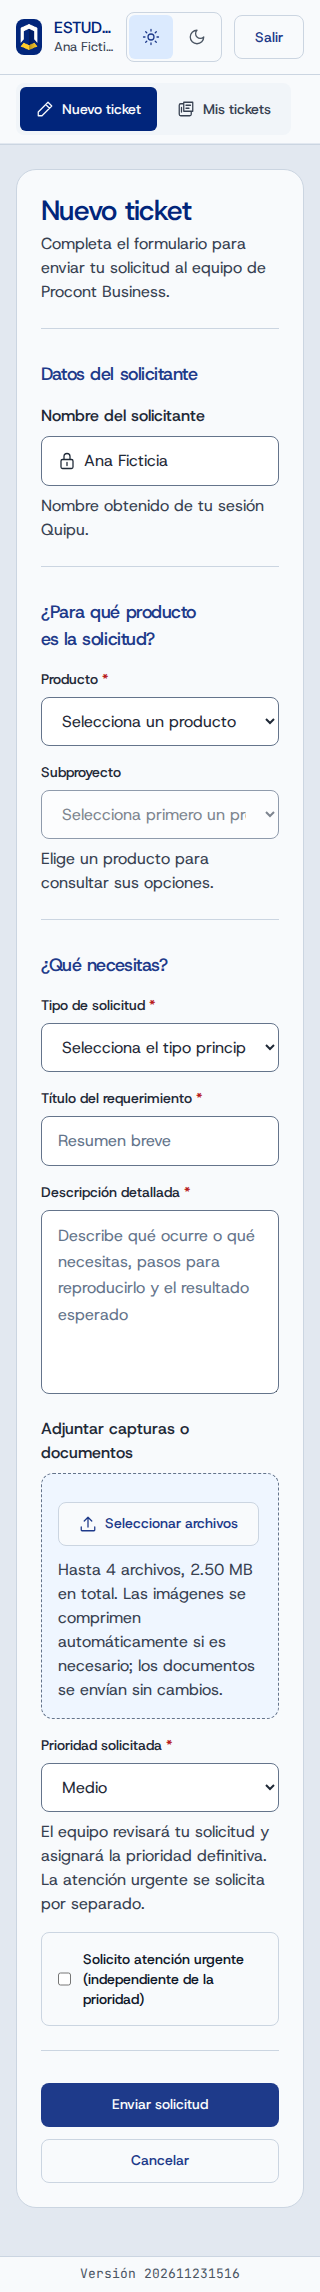 ESTUD...
Ana Ficti...
Salir
Nuevo ticket
Mis tickets
Nuevo ticket
Completa el formulario para
enviar tu solicitud al equipo de
Procont Business.
Datos del solicitante
Nombre del solicitante
Ana Ficticia
Nombre obtenido de tu sesión
Quipu.
¿Para qué producto
es la solicitud?
Producto *
Selecciona un producto
Subproyecto
Selecciona primero un pr
Elige un producto para
consultar sus opciones.
¿Qué necesitas?
Tipo de solicitud *
Selecciona el tipo princip
Título del requerimiento *
Resumen breve
Descripción detallada *
Describe qué ocurre o qué
necesitas, pasos para
reproducirlo y el resultado
esperado
Adjuntar capturas o
documentos
Seleccionar archivos
Hasta 4 archivos, 2.50 MB
en total. Las imágenes se
comprimen
automáticamente si es
necesario; los documentos
se envían sin cambios.
Prioridad solicitada *
Medio
El equipo revisará tu solicitud y
asignará la prioridad definitiva.
La atención urgente se solicita
por separado.
Solicito atención urgente
(independiente de la
prioridad)
Enviar solicitud
Cancelar
Versión 202611231516